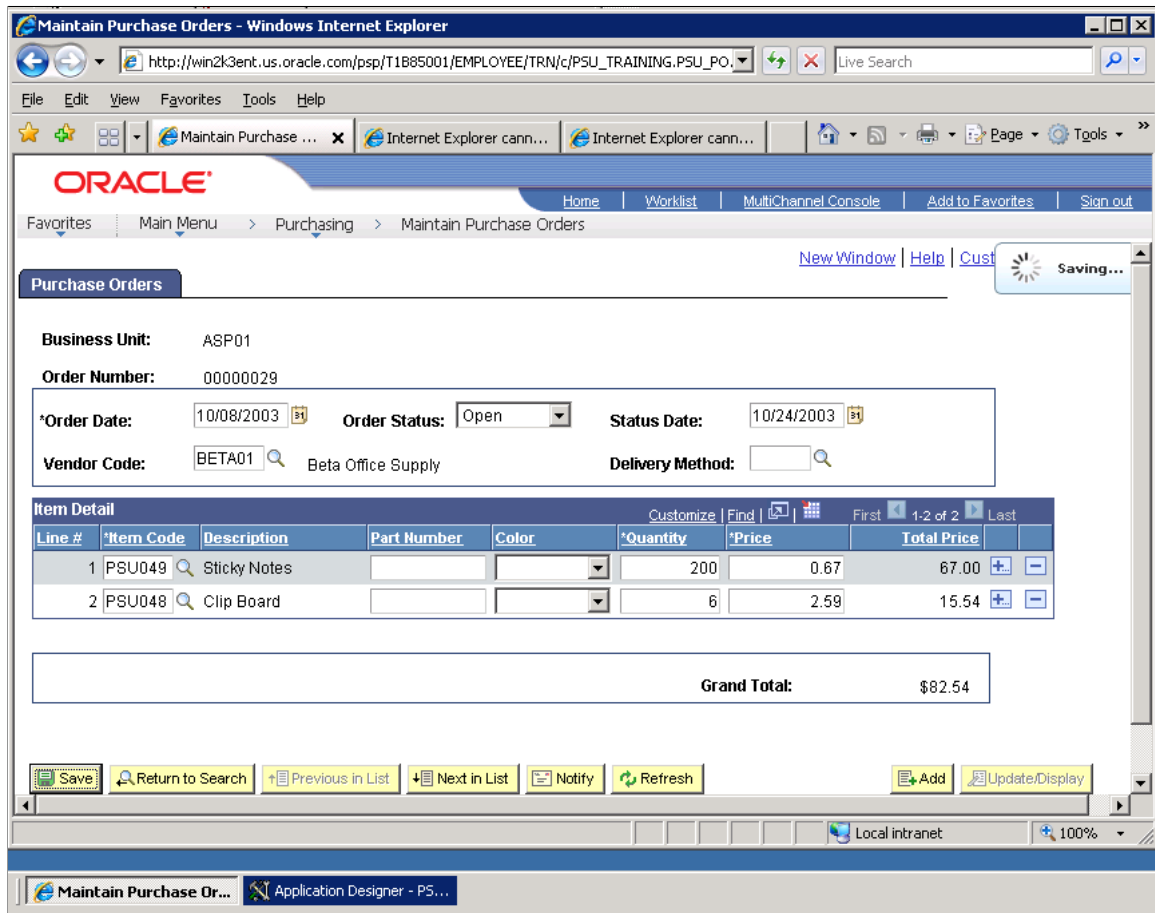 Maintain Purchase Orders - Windows Internet Explorer
http://win2k3ent.us.oracle.com/psp/T1B85001/EMPLOYEE/TRN/c/PSU_TRAINING.PSU_PO. Live Search
File Edit View Favorites Tools Help
Maintain Purchase ... Internet Explorer cann... Internet Explorer cann... Page Tools
ORACLE
Home | Worklist | MultiChannel Console | Add to Favorites | Sign out
Favorites Main Menu > Purchasing > Maintain Purchase Orders
New Window | Help | Cust
Saving...
Purchase Orders
Business Unit: ASP01
Order Number: 00000029
*Order Date: 10/08/2003 Order Status: Open Status Date: 10/24/2003
Vendor Code: BETA01 Beta Office Supply Delivery Method:
Item Detail Customize | Find | First 1-2 of 2 Last
Line # *Item Code Description Part Number Color *Quantity *Price Total Price
1 PSU049 Sticky Notes 200 0.67 67.00
2 PSU048 Clip Board 6 2.59 15.54
Grand Total: $82.54
Save Return to Search Previous in List Next in List Notify Refresh Add Update/Display
Local intranet 100%
Maintain Purchase Or... Application Designer - PS...